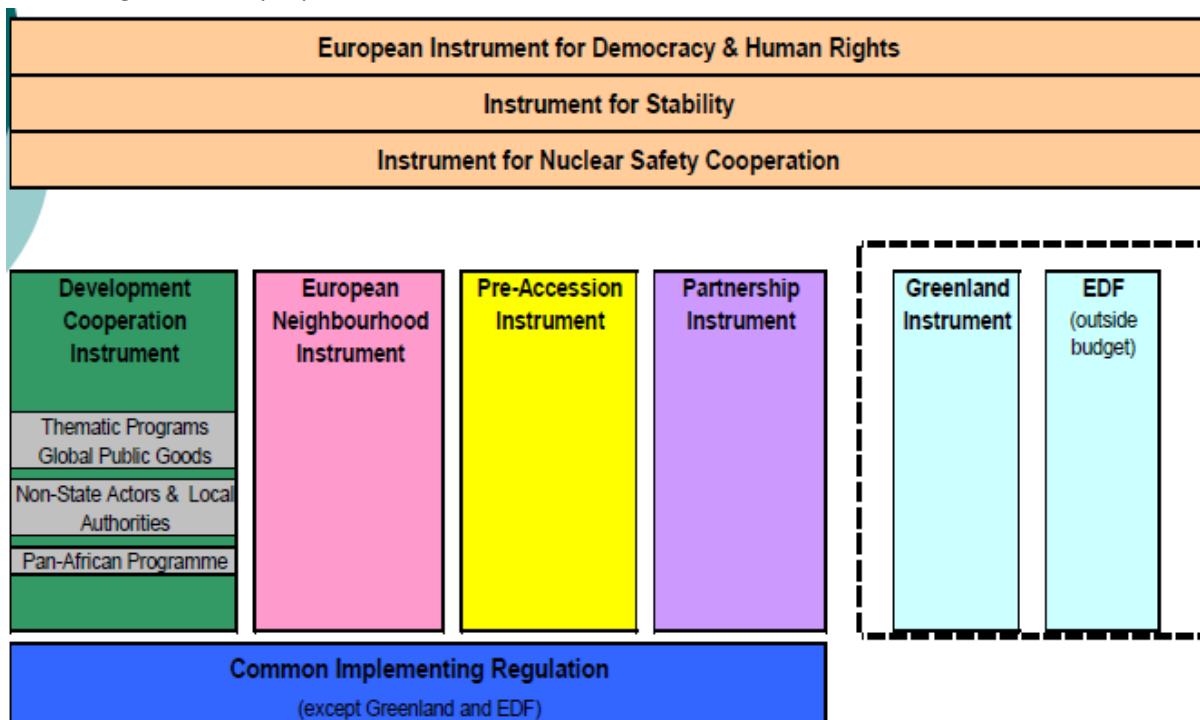 European Instrument for Democracy & Human Rights
Instrument for Stability
Instrument for Nuclear Safety Cooperation
Development
Cooperation
Instrument
Thematic Programs
Global Public Goods
Non-State Actors & Local
Authorities
Pan-African Programme
European
Neighbourhood
Instrument
Pre-Accession
Instrument
Partnership
Instrument
Greenland
Instrument
EDF
(outside
budget)
Common Implementing Regulation
(except Greenland and EDF)